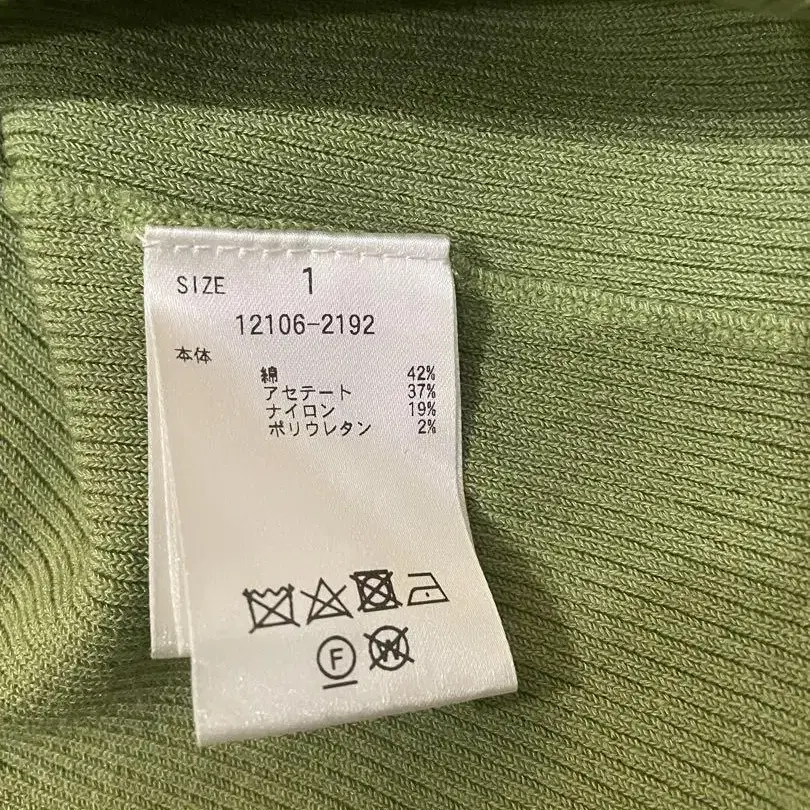 SIZE 1
12106-2192
本体
綿 42%
アセテート 37%
ナイロン 19%
ポリウレタン 2%
F W